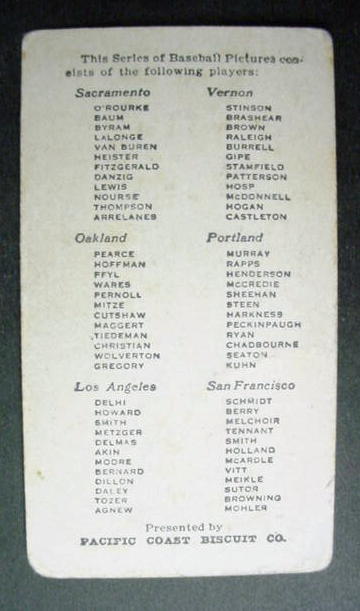 This Series of Baseball Pictures con-
sists of the following players:
Sacramento
O'ROURKE
BAUM
BYRAM
LALONGE
VAN BUREN
HEISTER
FITZGERALD
DANZIG
LEWIS
NOURSE
THOMPSON
ARRELANES
Vernon
STINSON
BRASHEAR
BROWN
RALEIGH
BURRELL
GIPE
STAMFIELD
PATTERSON
HOSP
McDONNELL
HOGAN
CASTLETON
Oakland
PEARCE
HOFFMAN
FFYL
WARES
PERNOLL
MITZE
CUTSHAW
MAGGERT
TIEDEMAN
CHRISTIAN
WOLVERTON
GREGORY
Portland
MURRAY
RAPPS
HENDERSON
McCREDIE
SHEEHAN
STEEN
HARKNESS
PECKINPAUGH
RYAN
CHADBOURNE
SEATON
KUHN
Los Angeles
DELHI
HOWARD
SMITH
METZGER
DELMAS
AKIN
MOORE
BERNARD
DILLON
DALEY
TOZER
AGNEW
San Francisco
SCHMIDT
BERRY
MELCHOIR
TENNANT
SMITH
HOLLAND
McARDLE
VITT
MEIKLE
SUTOR
BROWNING
MOHLER
Presented by
PACIFIC COAST BISCUIT CO.